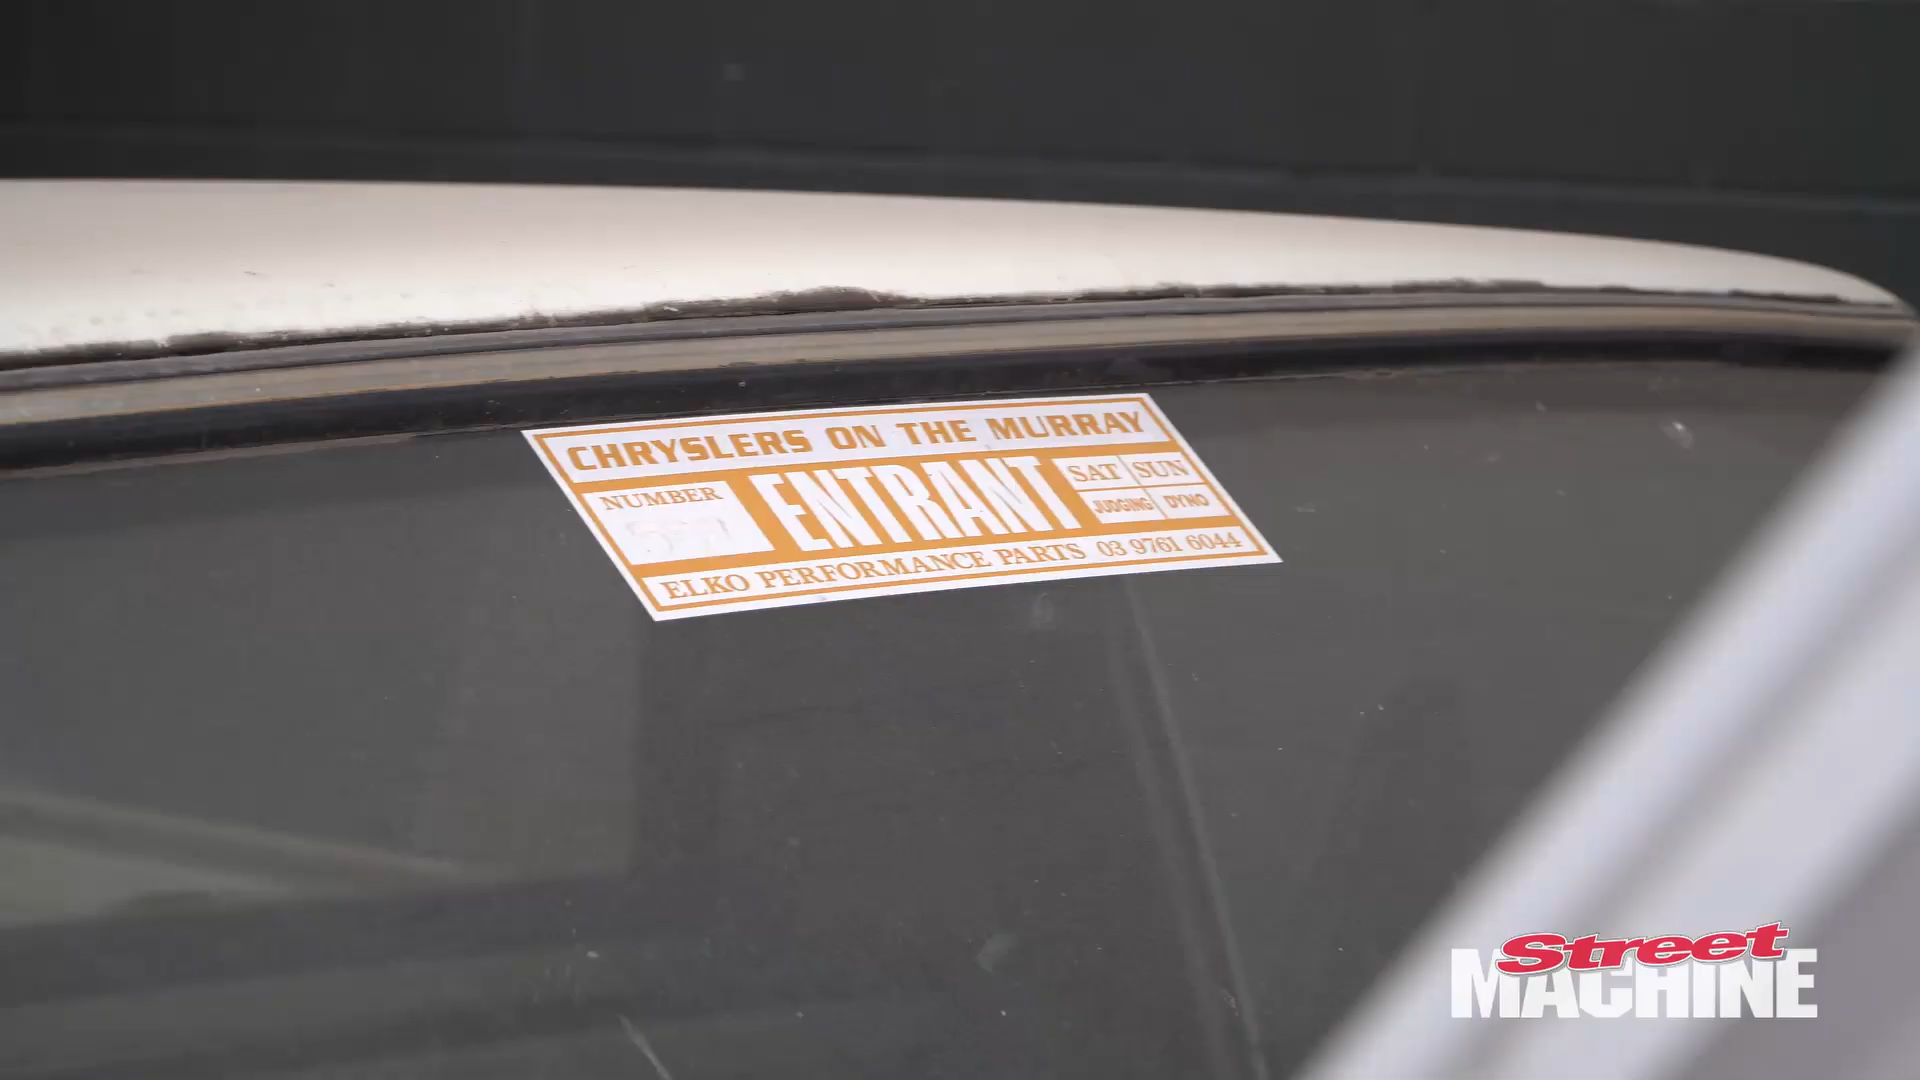 CHRYSLERS ON THE MURRAY
NUMBER
ENTRANT
SAT SUN
JUDGING DYNO
ELKO PERFORMANCE PARTS 03 9761 6044
Street
MACHINE